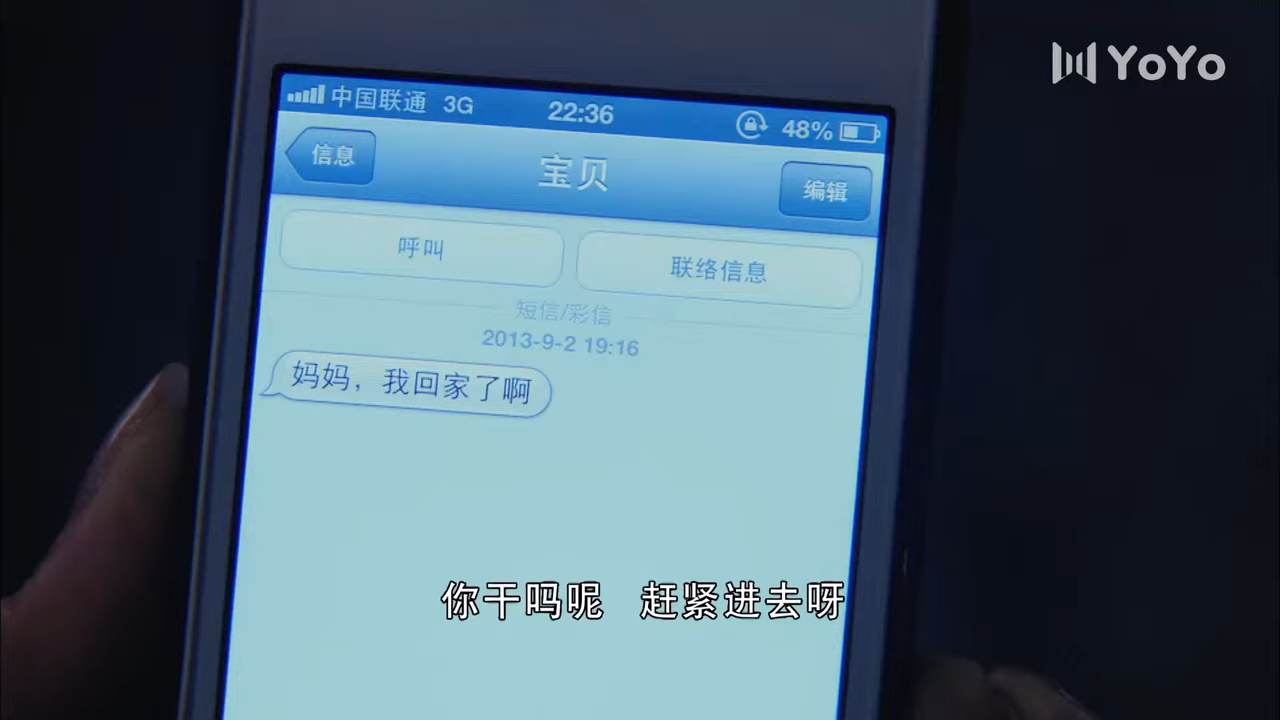 YoYo
中国联通 3G 22:36 48%
信息 宝贝 编辑
呼叫 联络信息
短信/彩信
2013-9-2 19:16
妈妈，我回家了啊
你干吗呢 赶紧进去呀